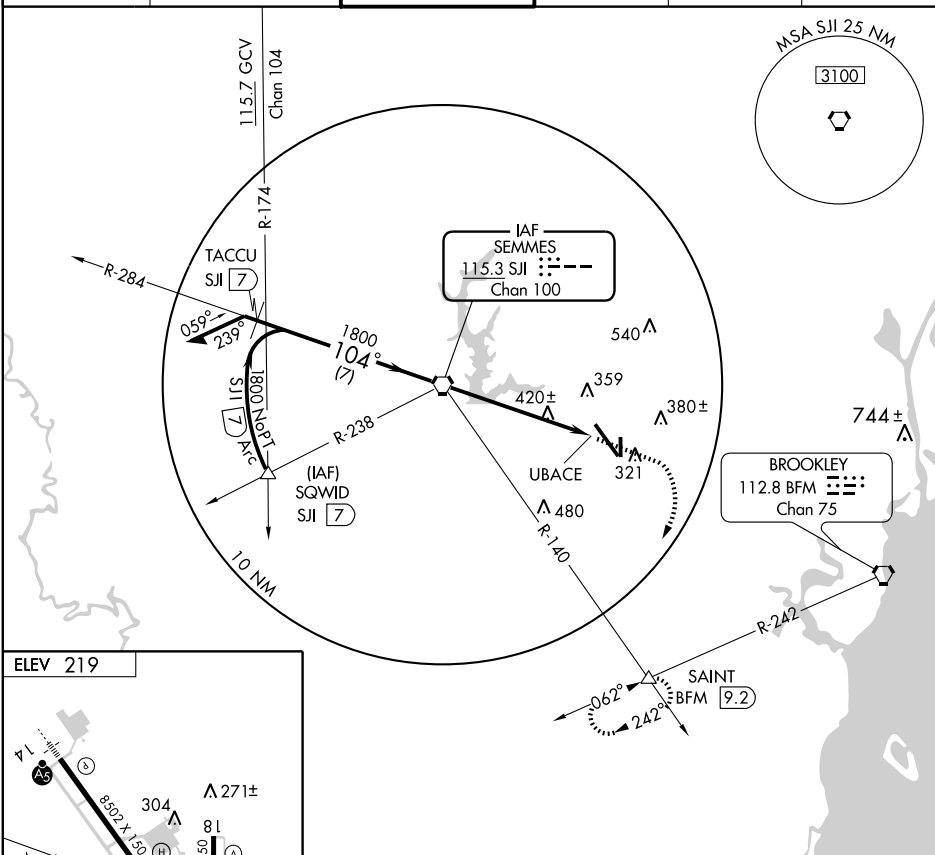 MSA SJI 25 NM
3100
115.7 GCV
Chan 104
R-174
IAF
SEMMES
115.3 SJI
Chan 100
TACCU
SJI 7
R-284
059°
239°
1800
104°
(7)
540
359
420±
380±
744±
1800 NoPT
SJI 7 Arc
R-238
(IAF)
SQWID
SJI 7
UBACE
321
480
BROOKLEY
112.8 BFM
Chan 75
R-140
10 NM
R-242
SAINT
BFM 9.2
062°
242°
ELEV 219
14
A5
P
8502 X 150
304
271±
18
H
50